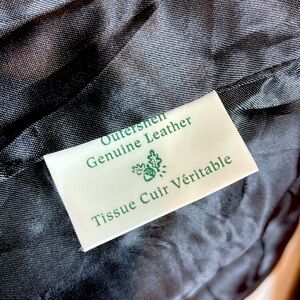 Outershell
Genuine Leather
Tissue Cuir Véritable